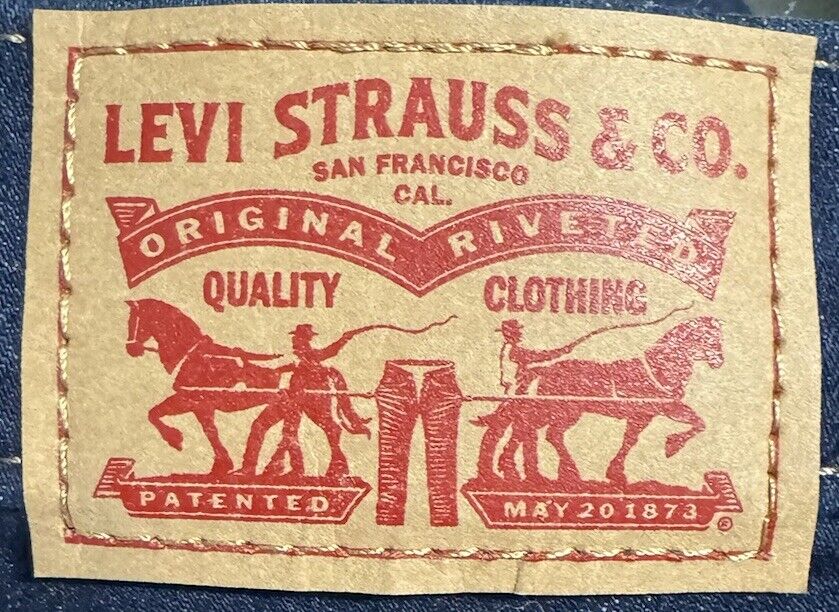 LEVI STRAUSS & CO.
SAN FRANCISCO
CAL.
ORIGINAL RIVETED
QUALITY CLOTHING
PATENTED MAY 20 1873 ®